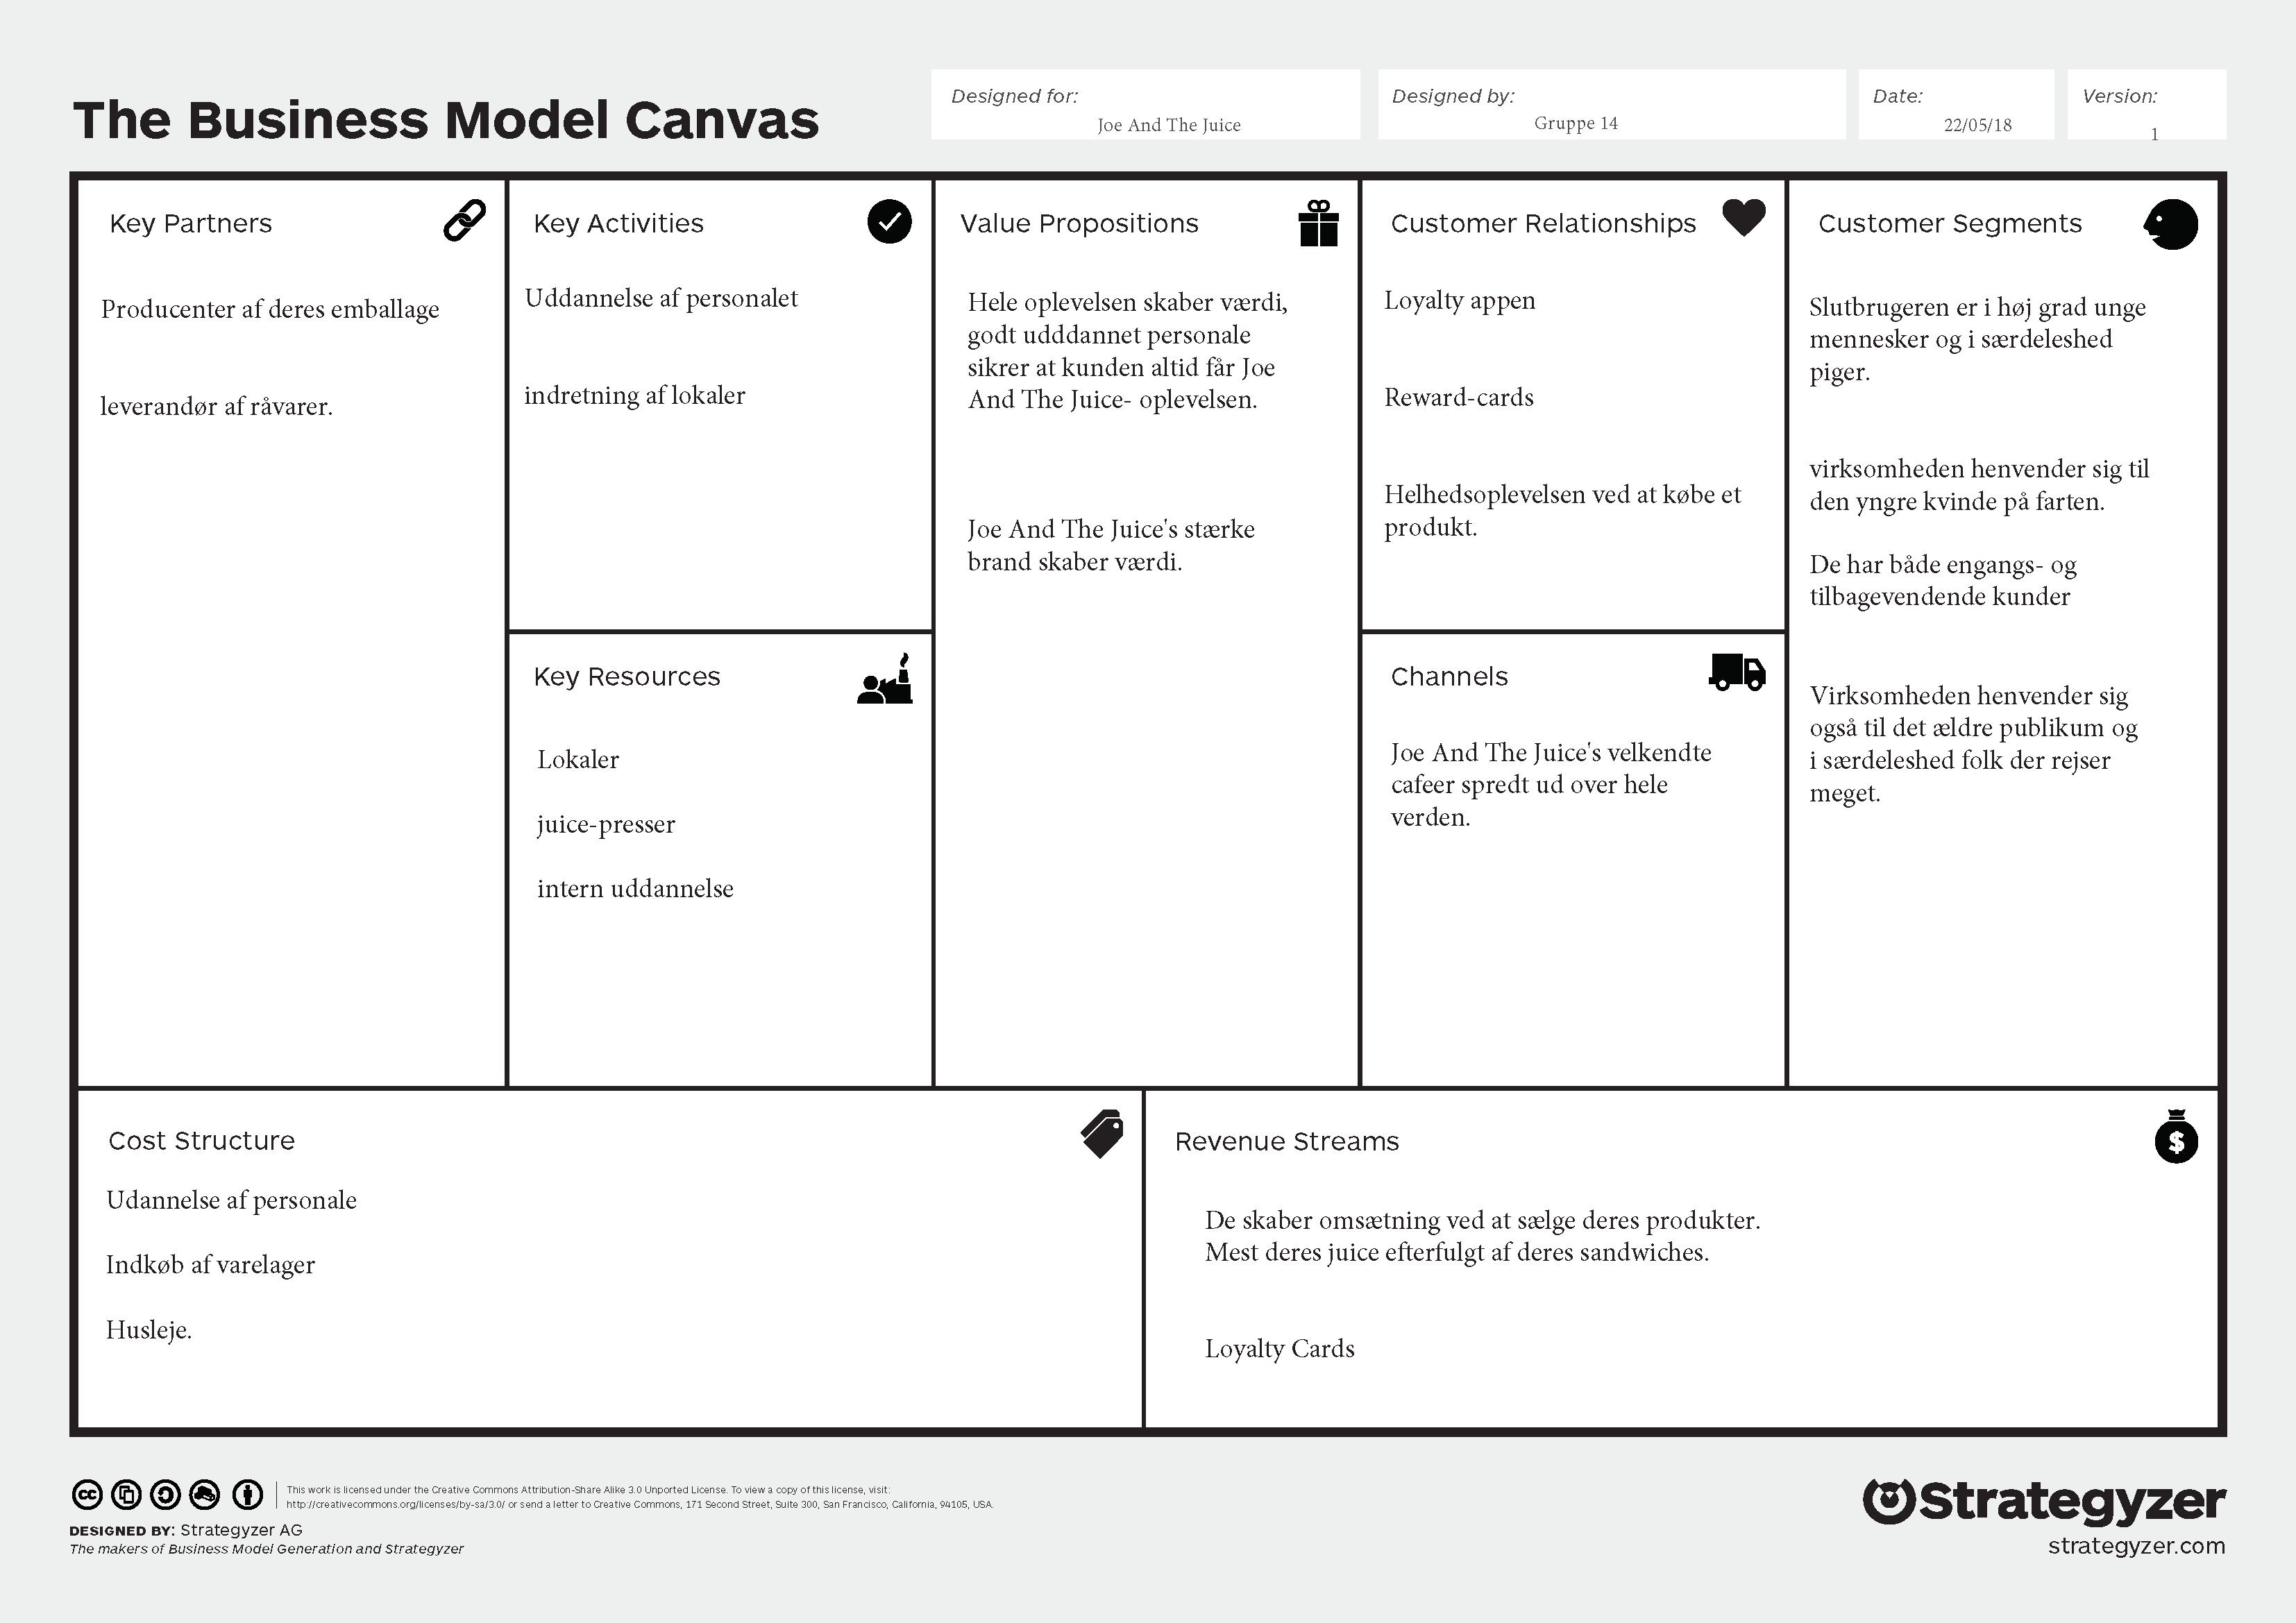 The Business Model Canvas
Designed for:
Joe And The Juice
Designed by:
Gruppe 14
Date:
22/05/18
Version:
1
Key Partners
Producenter af deres emballage
leverandør af råvarer.
Key Activities
Uddannelse af personalet
indretning af lokaler
Key Resources
Lokaler
juice-presser
intern uddannelse
Value Propositions
Hele oplevelsen skaber værdi,
godt udddannet personale
sikrer at kunden altid får Joe
And The Juice- oplevelsen.
Joe And The Juice's stærke
brand skaber værdi.
Customer Relationships
Loyalty appen
Reward-cards
Helhedsoplevelsen ved at købe et
produkt.
Channels
Joe And The Juice's velkendte
cafeer spredt ud over hele
verden.
Customer Segments
Slutbrugeren er i høj grad unge
mennesker og i særdeleshed
piger.
virksomheden henvender sig til
den yngre kvinde på farten.
De har både engangs- og
tilbagevendende kunder
Virksomheden henvender sig
også til det ældre publikum og
i særdeleshed folk der rejser
meget.
Cost Structure
Udannelse af personale
Indkøb af varelager
Husleje.
Revenue Streams
$
De skaber omsætning ved at sælge deres produkter.
Mest deres juice efterfulgt af deres sandwiches.
Loyalty Cards
cc
This work is licensed under the Creative Commons Attribution-Share Alike 3.0 Unported License. To view a copy of this license, visit:
http://creativecommons.org/licenses/by-sa/3.0/ or send a letter to Creative Commons, 171 Second Street, Suite 300, San Francisco, California, 94105, USA.
DESIGNED BY: Strategyzer AG
The makers of Business Model Generation and Strategyzer
Strategyzer
strategyzer.com